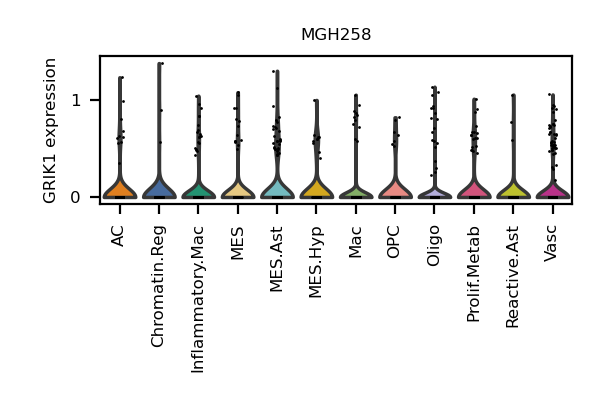 MGH258
GRIK1 expression
1
0
AC
Chromatin.Reg
Inflammatory.Mac
MES
MES.Ast
MES.Hyp
Mac
OPC
Oligo
Prolif.Metab
Reactive.Ast
Vasc